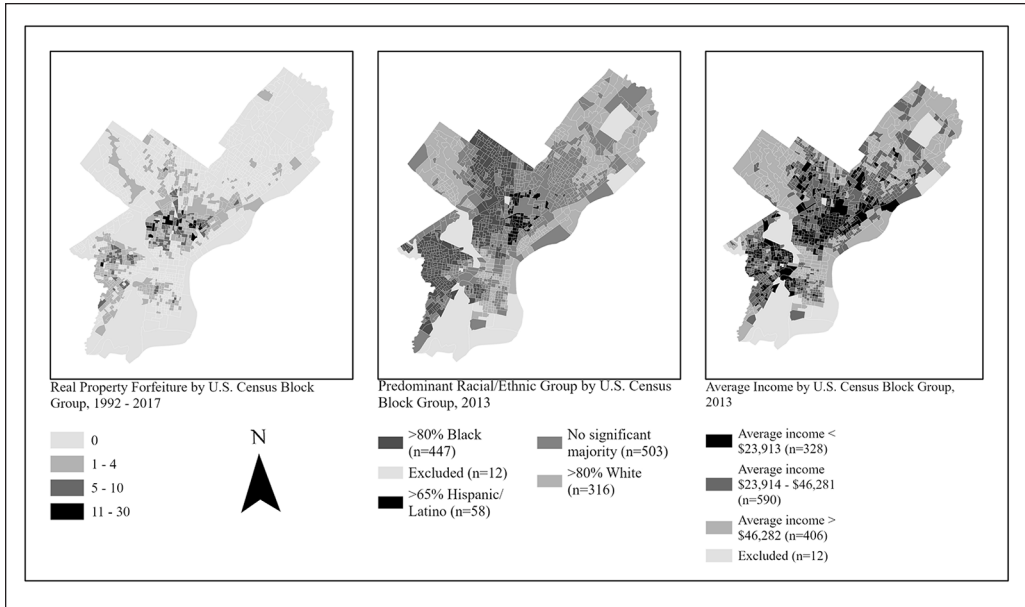 Real Property Forfeiture by U.S. Census Block
Group, 1992 - 2017
0
1 - 4
5 - 10
11 - 30
N
Predominant Racial/Ethnic Group by U.S. Census
Block Group, 2013
>80% Black
(n=447)
Excluded (n=12)
>65% Hispanic/
Latino (n=58)
No significant
majority (n=503)
>80% White
(n=316)
Average Income by U.S. Census Block Group,
2013
Average income <
$23,913 (n=328)
Average income
$23,914 - $46,281
(n=590)
Average income >
$46,282 (n=406)
Excluded (n=12)